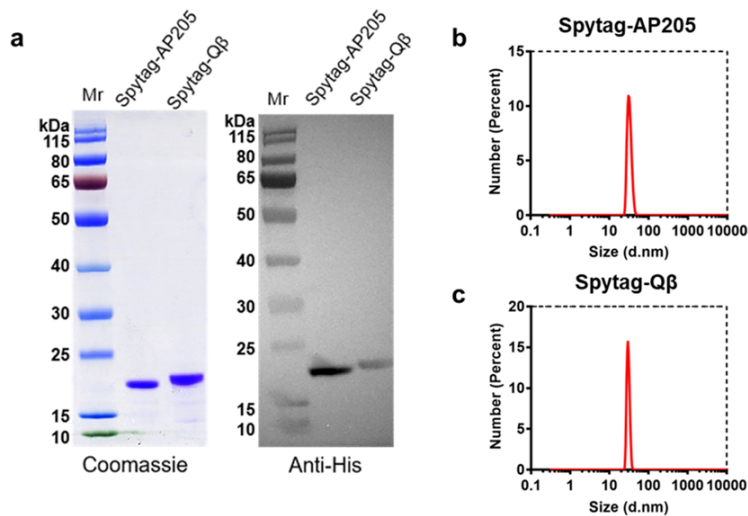 a
Mr
Spytag-AP205
Spytag-Qβ
kDa
115
80
65
50
40
30
25
15
10
Coomassie
Mr
Spytag-AP205
Spytag-Qβ
kDa
115
80
65
50
40
30
25
15
10
Anti-His
b
Spytag-AP205
Number (Percent)
15
10
5
0
0.1 1 10 100 1000 10000
Size (d.nm)
c
Spytag-Qβ
Number (Percent)
20
15
10
5
0
0.1 1 10 100 1000 10000
Size (d.nm)